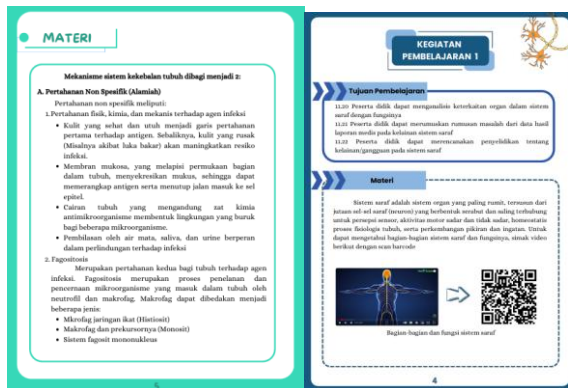 MATERI
Mekanisme sistem kekebalan tubuh dibagi menjadi 2:
A. Pertahanan Non Spesifik (Alamiah)
Pertahanan non spesifik meliputi:
1.Pertahanan fisik, kimia, dan mekanis terhadap agen infeksi
• Kulit yang sehat dan utuh menjadi garis pertahanan
pertama terhadap antigen. Sebaliknya, kulit yang rusak
(Misalnya akibat luka bakar) akan meningkatkan resiko
infeksi.
• Membran mukosa, yang melapisi permukaan bagian
dalam tubuh, menyekresikan mukus, sehingga dapat
memerangkap antigen serta menutup jalan masuk ke sel
epitel.
• Cairan tubuh yang mengandung zat kimia
antimikroorganisme membentuk lingkungan yang buruk
bagi beberapa mikroorganisme.
• Pembilasan oleh air mata, saliva, dan urine berperan
dalam perlindungan terhadap infeksi
2. Fagositosis
Merupakan pertahanan kedua bagi tubuh terhadap agen
infeksi. Fagositosis merupakan proses penelanan dan
pencernaan mikroorganisme yang masuk dalam tubuh oleh
neutrofil dan makrofag. Makrofag dapat dibedakan menjadi
beberapa jenis:
• Mkrofag jaringan ikat (Histiosit)
• Makrofag dan prekursornya (Monosit)
• Sistem fagosit mononukleus
5
KEGIATAN
PEMBELAJARAN 1
Tujuan Pembelajaran
11.20 Peserta didik dapat menganalisis keterkaitan organ dalam sistem
saraf dengan fungsinya
11.21 Peserta didik dapat merumuskan rumusan masalah dari data hasil
laporan medis pada kelainan sistem saraf
11.22 Peserta didik dapat merencanakan penyelidikan tentang
kelainan/gangguan pada sistem saraf
Materi
Sistem saraf adalah sistem organ yang paling rumit, tersusun dari
jutaan sel-sel saraf (neuron) yang berbentuk serabut dan saling terhubung
untuk persepsi sensor, aktivitas motor sadar dan tidak sadar, homeostatis
proses fisiologis tubuh, serta perkembangan pikiran dan ingatan. Untuk
dapat mengetahui bagian-bagian sistem saraf dan fungsinya, simak video
berikut dengan scan barcode
Bagian-bagian dan fungsi sistem saraf
4